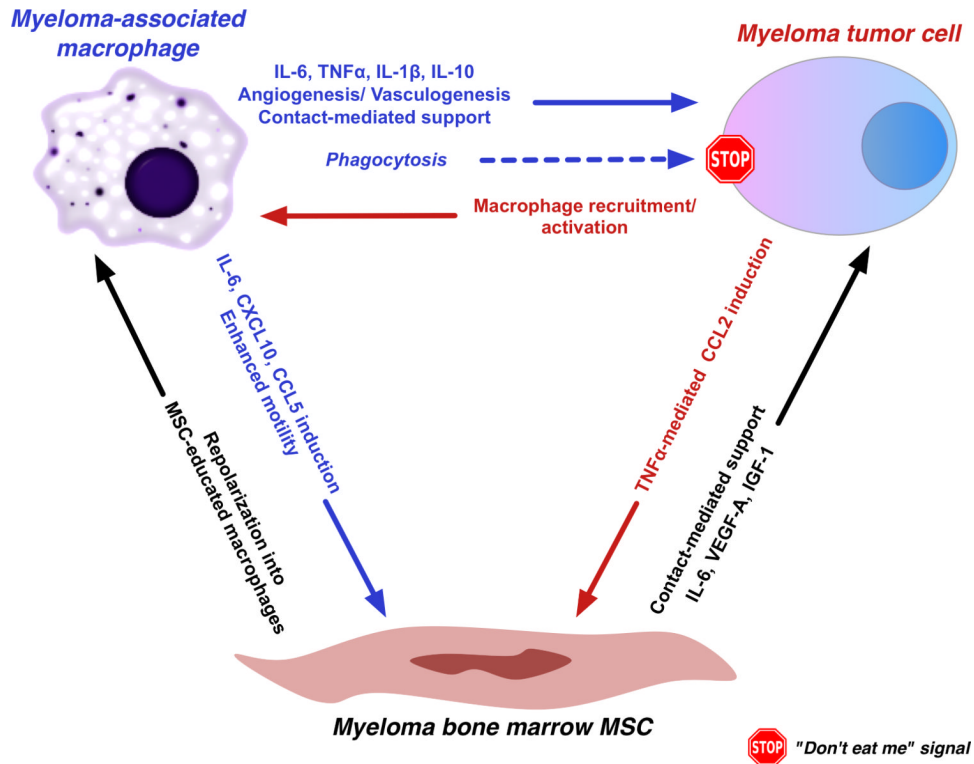 Myeloma-associated
macrophage
Myeloma tumor cell
IL-6, TNFα, IL-1β, IL-10
Angiogenesis/ Vasculogenesis
Contact-mediated support
Phagocytosis
STOP
Macrophage recruitment/
activation
IL-6, CXCL10, CCL5 induction
Enhanced motility
TNFα-mediated CCL2 induction
Repolarization into
MSC-educated macrophages
Contact-mediated support
IL-6, VEGF-A, IGF-1
Myeloma bone marrow MSC
STOP "Don't eat me" signal